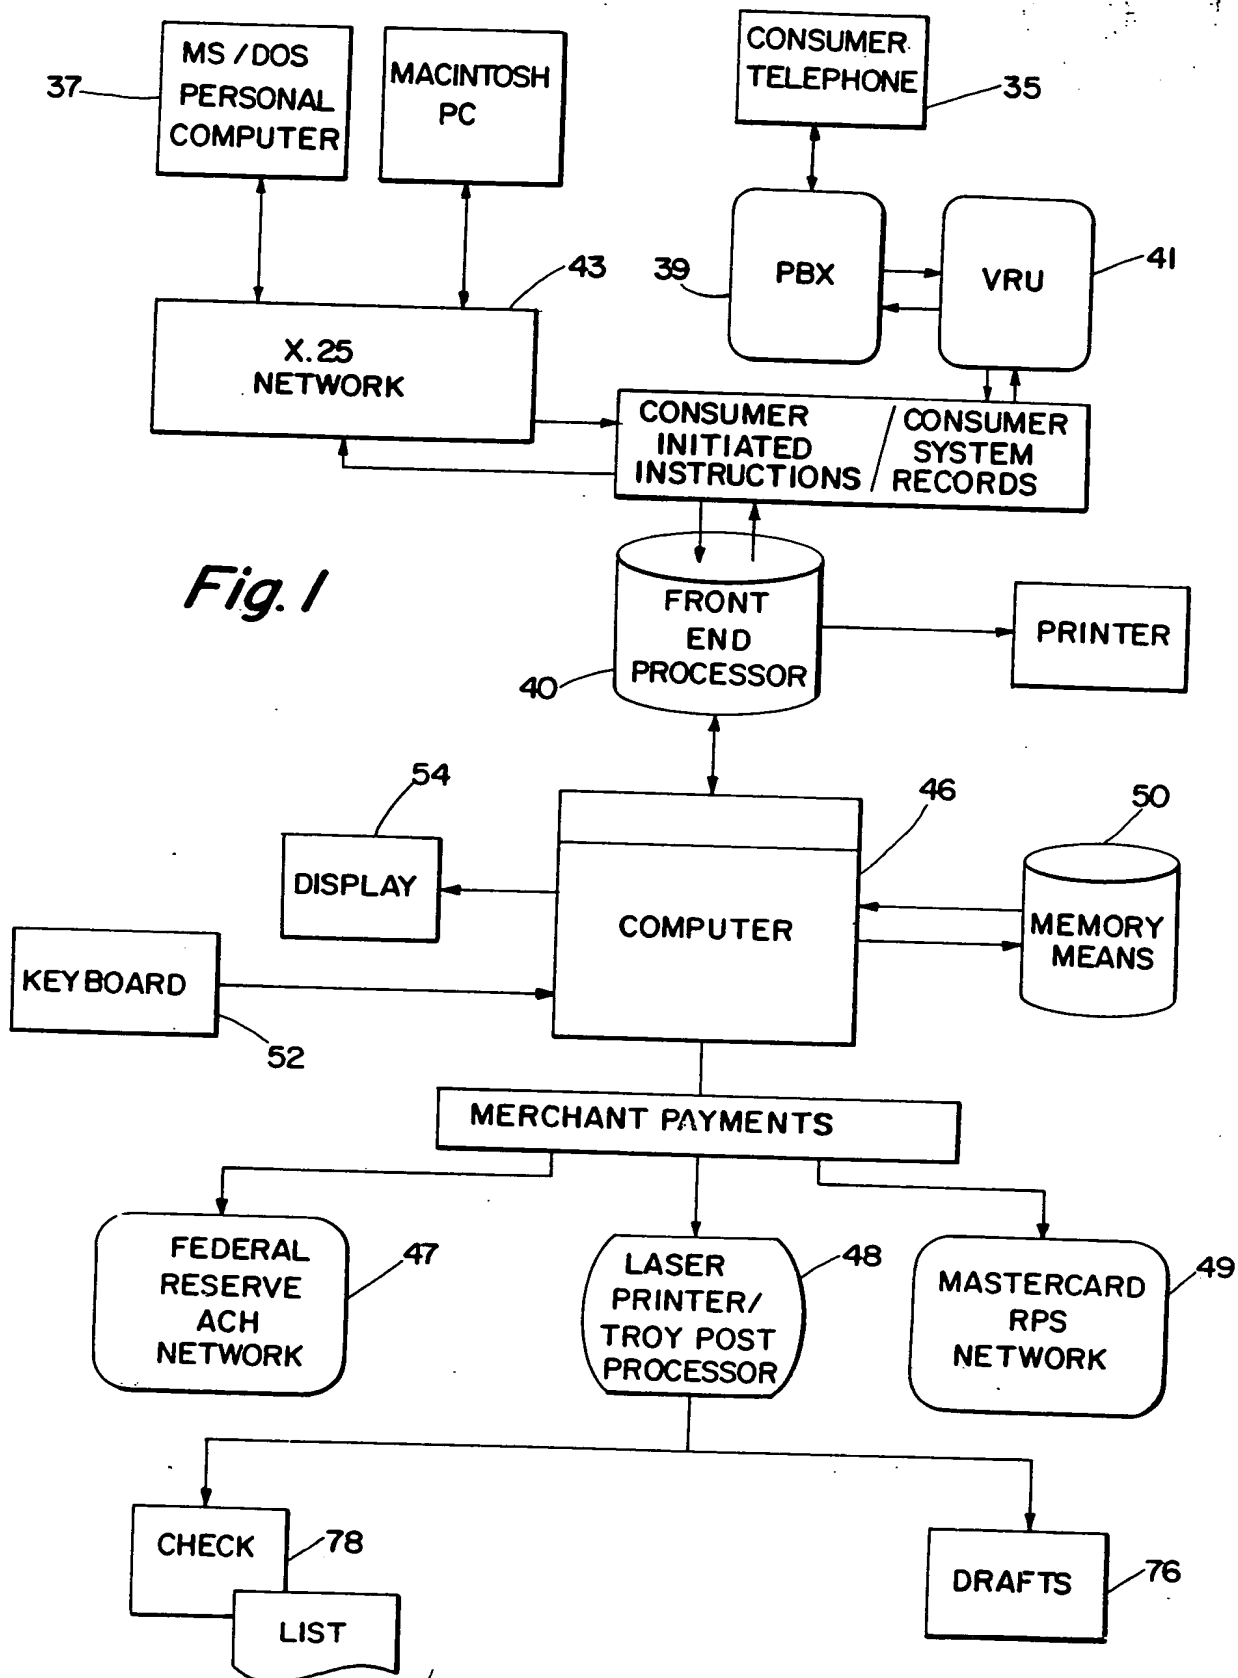 MS/DOS
PERSONAL
COMPUTER
37
MACINTOSH
PC
CONSUMER
TELEPHONE
35
43
39
PBX
VRU
41
X.25
NETWORK
CONSUMER
INITIATED
INSTRUCTIONS
/
CONSUMER
SYSTEM
RECORDS
Fig. 1
FRONT
END
PROCESSOR
40
PRINTER
54
46
50
DISPLAY
COMPUTER
MEMORY
MEANS
KEYBOARD
52
MERCHANT PAYMENTS
FEDERAL
RESERVE
ACH
NETWORK
47
LASER
PRINTER/
TROY POST
PROCESSOR
48
MASTERCARD
RPS
NETWORK
49
CHECK
78
LIST
DRAFTS
76